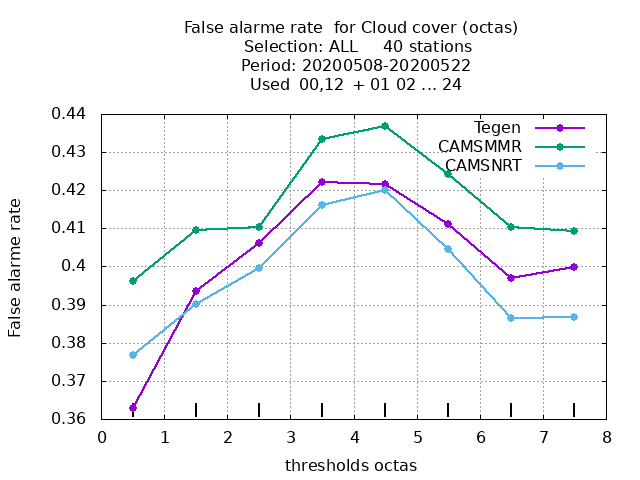 False alarme rate  for Cloud cover (octas)
Selection: ALL     40 stations
Period: 20200508-20200522
Used  00,12  + 01 02 ... 24
Tegen
CAMSMMR
CAMSNRT
0.44
0.43
0.42
0.41
0.4
0.39
0.38
0.37
0.36
False alarme rate
0 1 2 3 4 5 6 7 8
thresholds octas